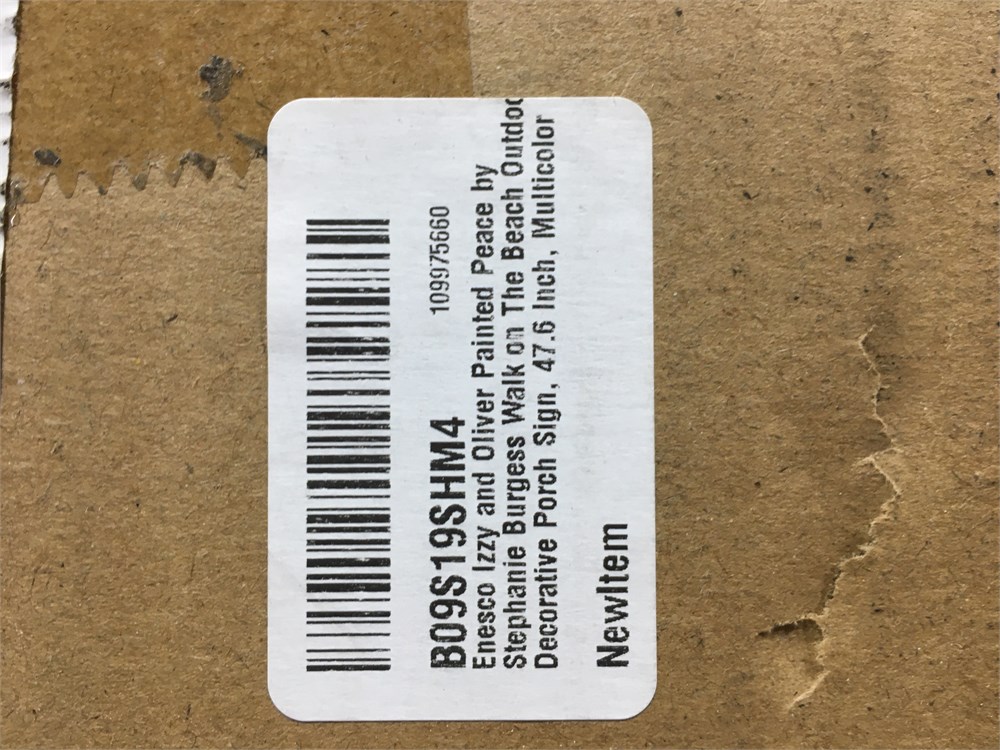 109975660
B09S19SHM4
Enesco Izzy and Oliver Painted Peace by
Stephanie Burgess Walk on The Beach Outdoo
Decorative Porch Sign, 47.6 Inch, Multicolor
NewItem